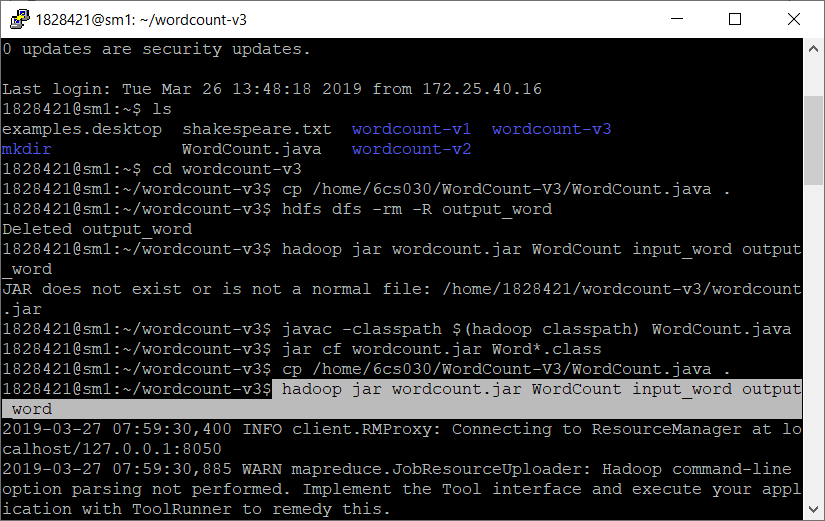 1828421@sm1: ~/wordcount-v3
0 updates are security updates.
Last login: Tue Mar 26 13:48:18 2019 from 172.25.40.16
1828421@sm1:~$ ls
examples.desktop  shakespeare.txt  wordcount-v1  wordcount-v3
mkdir             WordCount.java   wordcount-v2
1828421@sm1:~$ cd wordcount-v3
1828421@sm1:~/wordcount-v3$ cp /home/6cs030/WordCount-V3/WordCount.java .
1828421@sm1:~/wordcount-v3$ hdfs dfs -rm -R output_word
Deleted output_word
1828421@sm1:~/wordcount-v3$ hadoop jar wordcount.jar WordCount input_word output
_word
JAR does not exist or is not a normal file: /home/1828421/wordcount-v3/wordcount
.jar
1828421@sm1:~/wordcount-v3$ javac -classpath $(hadoop classpath) WordCount.java
1828421@sm1:~/wordcount-v3$ jar cf wordcount.jar Word*.class
1828421@sm1:~/wordcount-v3$ cp /home/6cs030/WordCount-V3/WordCount.java .
1828421@sm1:~/wordcount-v3$ hadoop jar wordcount.jar WordCount input_word output
_word
2019-03-27 07:59:30,400 INFO client.RMProxy: Connecting to ResourceManager at lo
calhost/127.0.0.1:8050
2019-03-27 07:59:30,885 WARN mapreduce.JobResourceUploader: Hadoop command-line
option parsing not performed. Implement the Tool interface and execute your appl
ication with ToolRunner to remedy this.